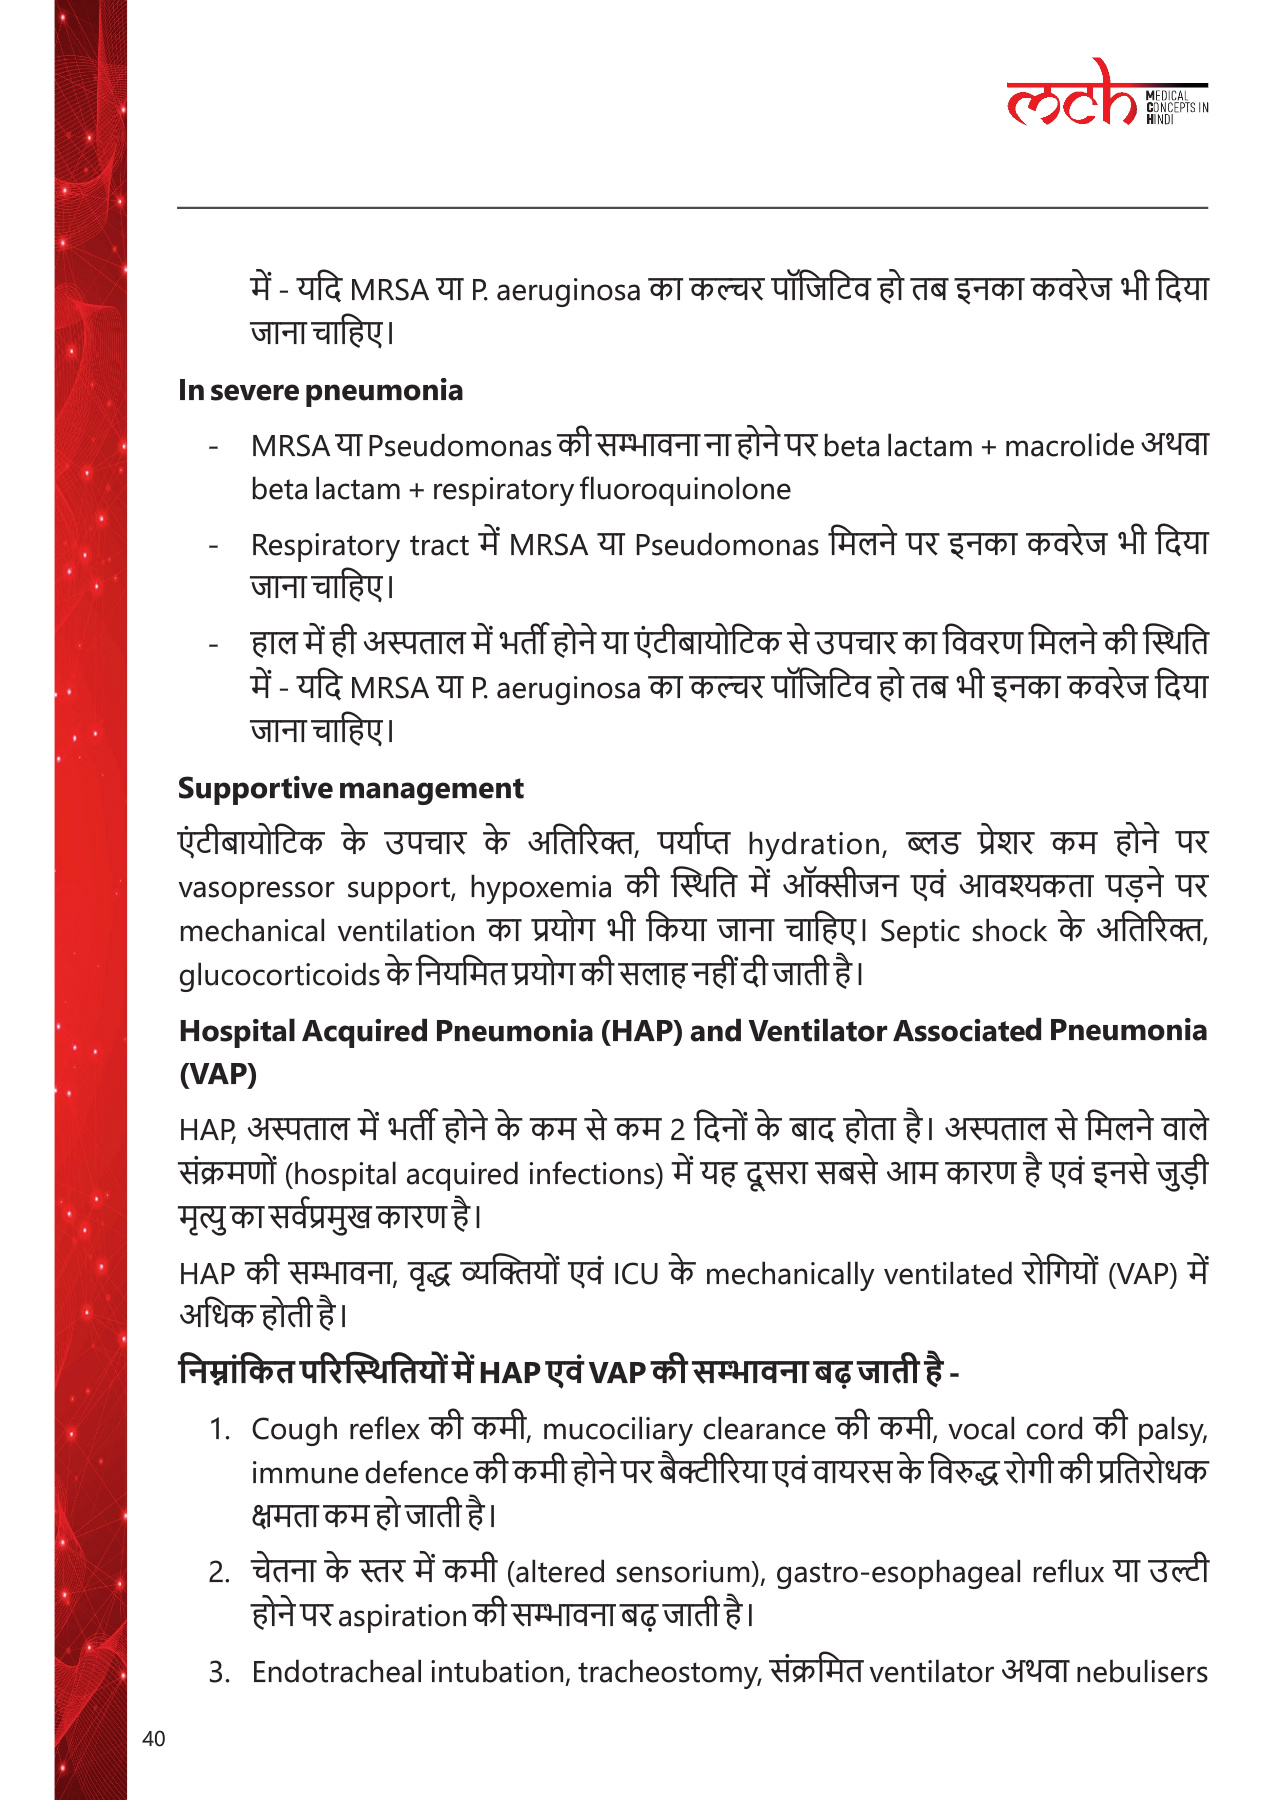 mch MEDICAL
CONCEPTS IN
HINDI
में - यदि MRSA या P. aeruginosa का कल्चर पॉजिटिव हो तब इनका कवरेज भी दिया
जाना चाहिए।
In severe pneumonia
- MRSA या Pseudomonas की सम्भावना ना होने पर beta lactam + macrolide अथवा
beta lactam + respiratory fluoroquinolone
- Respiratory tract में MRSA या Pseudomonas मिलने पर इनका कवरेज भी दिया
जाना चाहिए।
- हाल में ही अस्पताल में भर्ती होने या एंटीबायोटिक से उपचार का विवरण मिलने की स्थिति
में - यदि MRSA या P. aeruginosa का कल्चर पॉजिटिव हो तब भी इनका कवरेज दिया
जाना चाहिए।
Supportive management
एंटीबायोटिक के उपचार के अतिरिक्त, पर्याप्त hydration, ब्लड प्रेशर कम होने पर
vasopressor support, hypoxemia की स्थिति में ऑक्सीजन एवं आवश्यकता पड़ने पर
mechanical ventilation का प्रयोग भी किया जाना चाहिए। Septic shock के अतिरिक्त,
glucocorticoids के नियमित प्रयोग की सलाह नहीं दी जाती है।
Hospital Acquired Pneumonia (HAP) and Ventilator Associated Pneumonia
(VAP)
HAP, अस्पताल में भर्ती होने के कम से कम 2 दिनों के बाद होता है। अस्पताल से मिलने वाले
संक्रमणों (hospital acquired infections) में यह दूसरा सबसे आम कारण है एवं इनसे जुड़ी
मृत्यु का सर्वप्रमुख कारण है।
HAP की सम्भावना, वृद्ध व्यक्तियों एवं ICU के mechanically ventilated रोगियों (VAP) में
अधिक होती है।
निम्नांकित परिस्थितियों में HAP एवं VAP की सम्भावना बढ़ जाती है -
1. Cough reflex की कमी, mucociliary clearance की कमी, vocal cord की palsy,
immune defence की कमी होने पर बैक्टीरिया एवं वायरस के विरुद्ध रोगी की प्रतिरोधक
क्षमता कम हो जाती है।
2. चेतना के स्तर में कमी (altered sensorium), gastro-esophageal reflux या उल्टी
होने पर aspiration की सम्भावना बढ़ जाती है।
3. Endotracheal intubation, tracheostomy, संक्रमित ventilator अथवा nebulisers
40